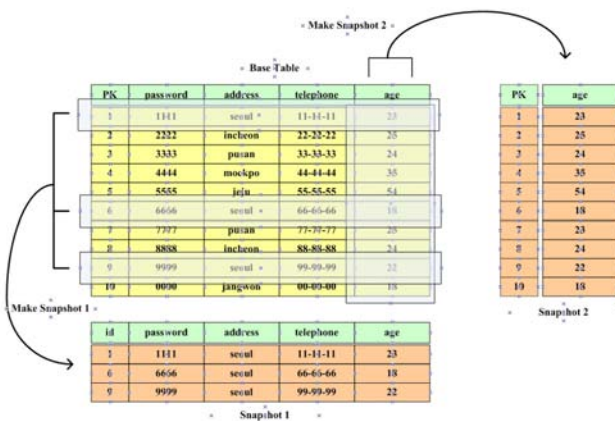 Make Snapshot 2
Base Table
PK password address telephone age
1 1111 seoul 11-11-11 23
2 2222 incheon 22-22-22 25
3 3333 pusan 33-33-33 24
4 4444 mockpo 44-44-44 35
5 5555 jeju 55-55-55 54
6 6666 seoul 66-66-66 18
7 7777 pusan 77-77-77 23
8 8888 incheon 88-88-88 24
9 9999 seoul 99-99-99 22
10 0000 jangwon 00-00-00 18
PK age
1 23
2 25
3 24
4 35
5 54
6 18
7 23
8 24
9 22
10 18
Make Snapshot 1
Snapshot 2
id password address telephone age
1 1111 seoul 11-11-11 23
6 6666 seoul 66-66-66 18
9 9999 seoul 99-99-99 22
Snapshot 1